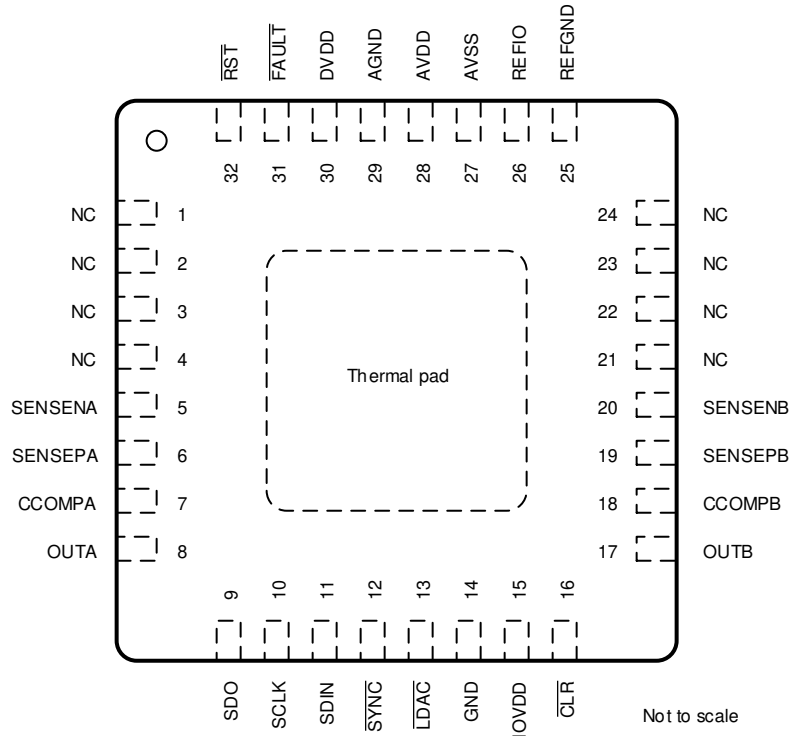 RST
FAULT
DVDD
AGND
AVDD
AVSS
REFIO
REFGND
32
31
30
29
28
27
26
25
NC 1
NC 2
NC 3
NC 4
SENSENA 5
SENSEPA 6
CCOMPA 7
OUTA 8
Thermal pad
24 NC
23 NC
22 NC
21 NC
20 SENSENB
19 SENSEPB
18 CCOMPB
17 OUTB
9
10
11
12
13
14
15
16
SDO
SCLK
SDIN
SYNC
LDAC
GND
IOVDD
CLR
Not to scale